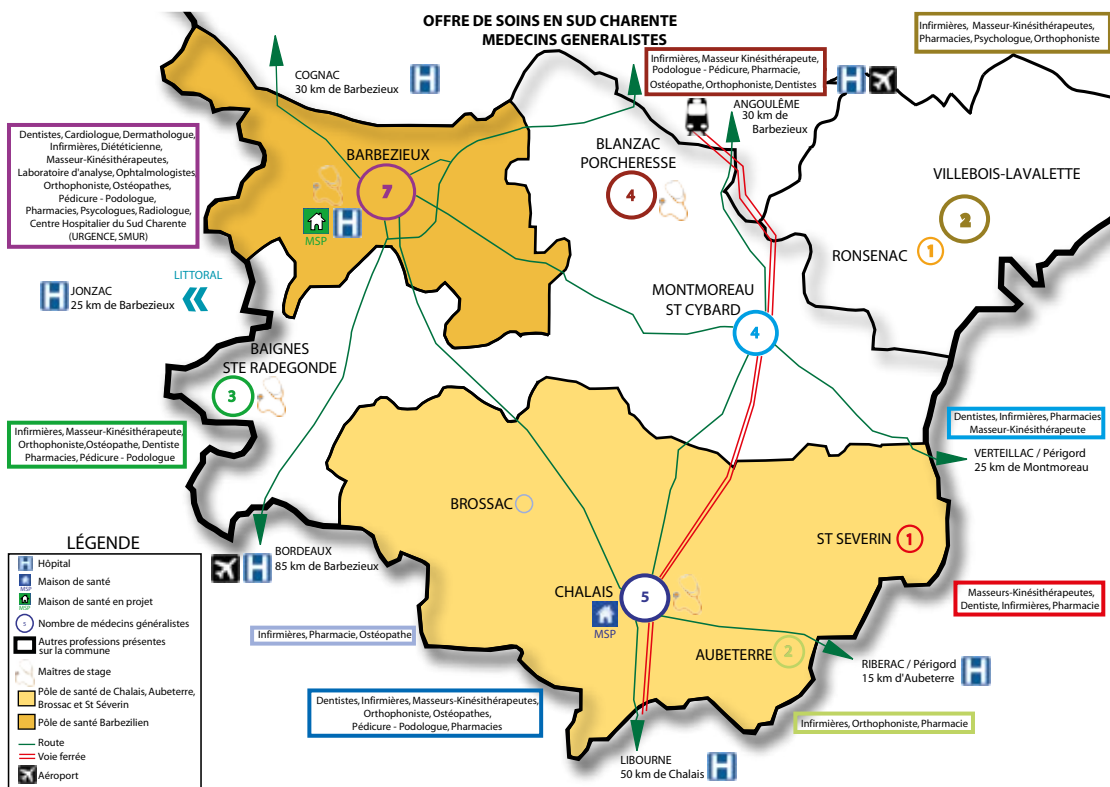 OFFRE DE SOINS EN SUD CHARENTE
MEDECINS GENERALISTES
Infirmières, Masseur-Kinésithérapeutes,
Pharmacies, Psychologue, Orthophoniste
Infirmières, Masseur Kinésithérapeute,
Podologue - Pédicure, Pharmacie,
Ostéopathe, Orthophoniste, Dentistes
COGNAC
30 km de Barbezieux
ANGOULÊME
30 km de
Barbezieux
Dentistes, Cardiologue, Dermathologue,
Infirmières, Diététicienne,
Masseur-Kinésithérapeutes,
Laboratoire d'analyse, Ophtalmologistes,
Orthophoniste, Ostéopathes,
Pédicure - Podologue,
Pharmacies, Psycologues, Radiologue,
Centre Hospitalier du Sud Charente
(URGENCE, SMUR)
BARBEZIEUX
7
MSP
BLANZAC
PORCHERESSE
4
VILLEBOIS-LAVALETTE
2
RONSENAC
1
LITTORAL
JONZAC
25 km de Barbezieux
MONTMOREAU
ST CYBARD
4
BAIGNES
STE RADEGONDE
3
Infirmières, Masseur-Kinésithérapeute,
Orthophoniste,Ostéopathe, Dentiste
Pharmacies, Pédicure - Podologue
Dentistes, Infirmières, Pharmacies
Masseur-Kinésithérapeute
VERTEILLAC / Périgord
25 km de Montmoreau
BROSSAC
ST SEVERIN
1
BORDEAUX
85 km de Barbezieux
CHALAIS
5
MSP
Masseurs-Kinésithérapeutes,
Dentiste, Infirmières, Pharmacie
Infirmières, Pharmacie, Ostéopathe
AUBETERRE
2
RIBERAC / Périgord
15 km d'Aubeterre
Dentistes, Infirmières, Masseurs-Kinésithérapeutes,
Orthophoniste, Ostéopathes,
Pédicure - Podologue, Pharmacies
Infirmières, Orthophoniste, Pharmacie
LIBOURNE
50 km de Chalais
LÉGENDE
H Hôpital
MSP
Maison de santé
MSP
Maison de santé en projet
5
Nombre de médecins généralistes
Autres professions présentes
sur la commune
Maîtres de stage
Pôle de santé de Chalais, Aubeterre,
Brossac et St Séverin
Pôle de santé Barbezilien
Route
Voie ferrée
Aéroport